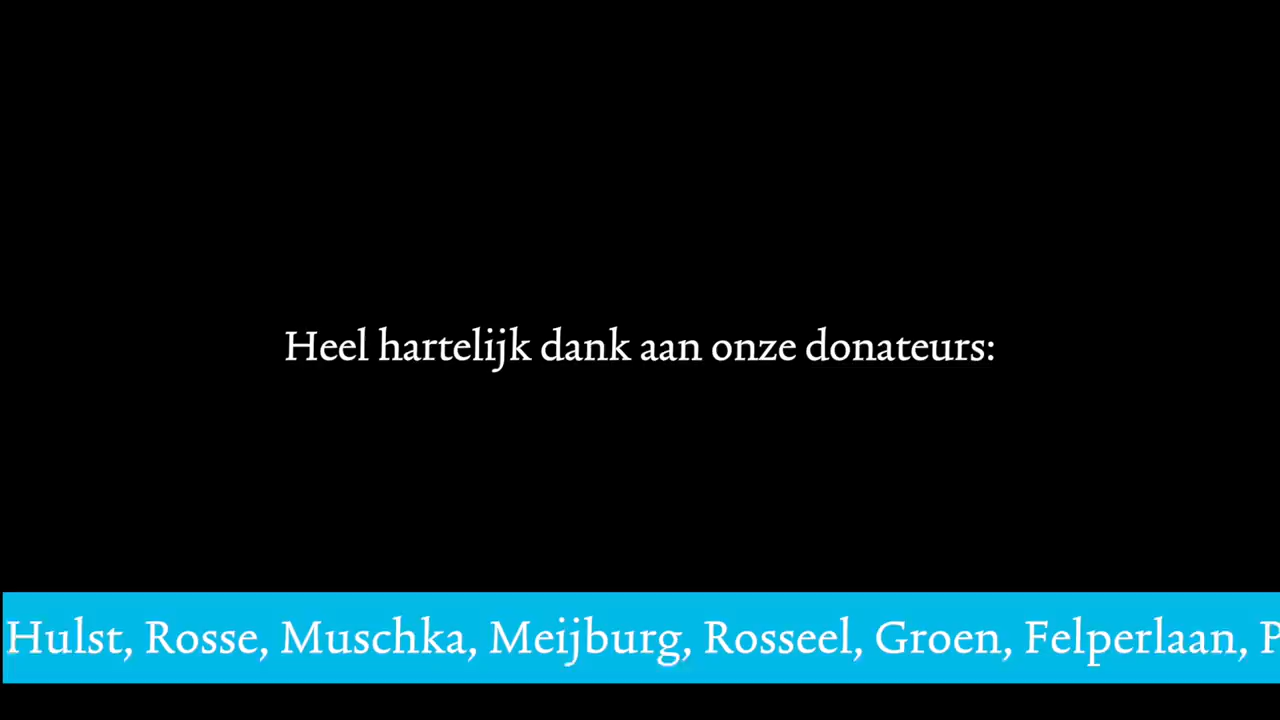 Heel hartelijk dank aan onze donateurs:
Hulst, Rosse, Muschka, Meijburg, Rosseel, Groen, Felperlaan,